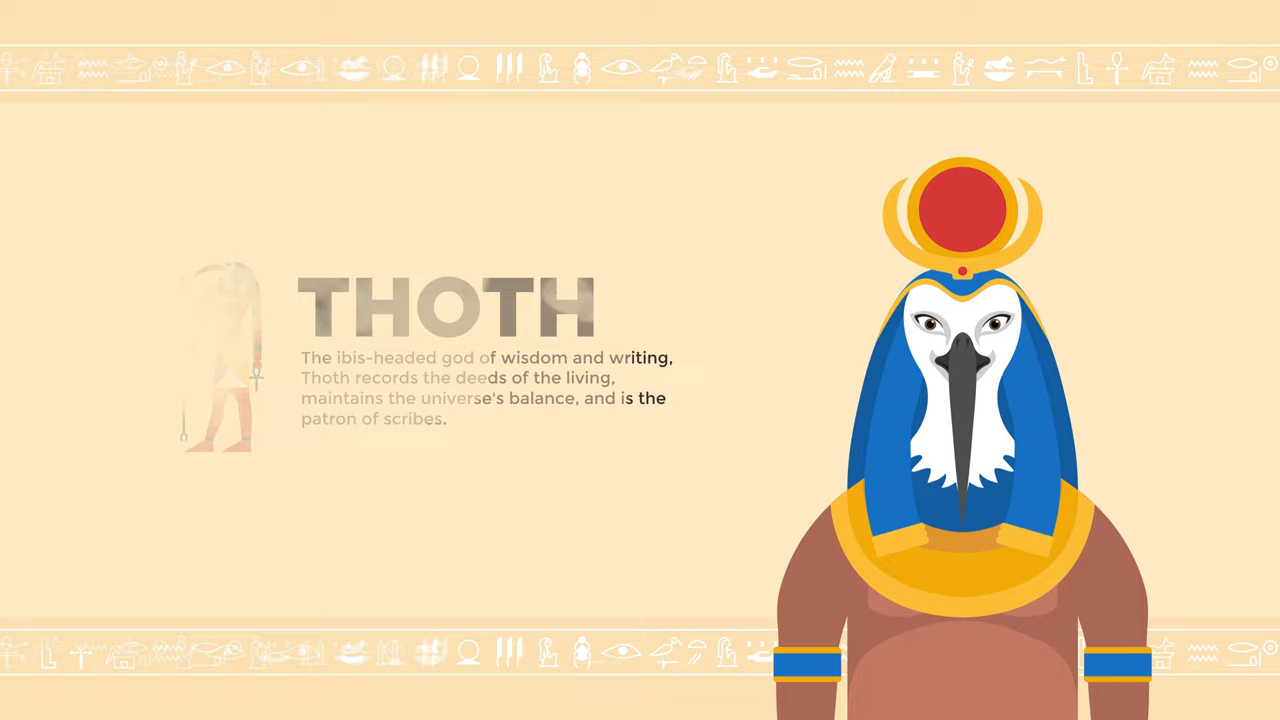 THOTH
The ibis-headed god of wisdom and writing,
Thoth records the deeds of the living,
maintains the universe's balance, and is the
patron of scribes.